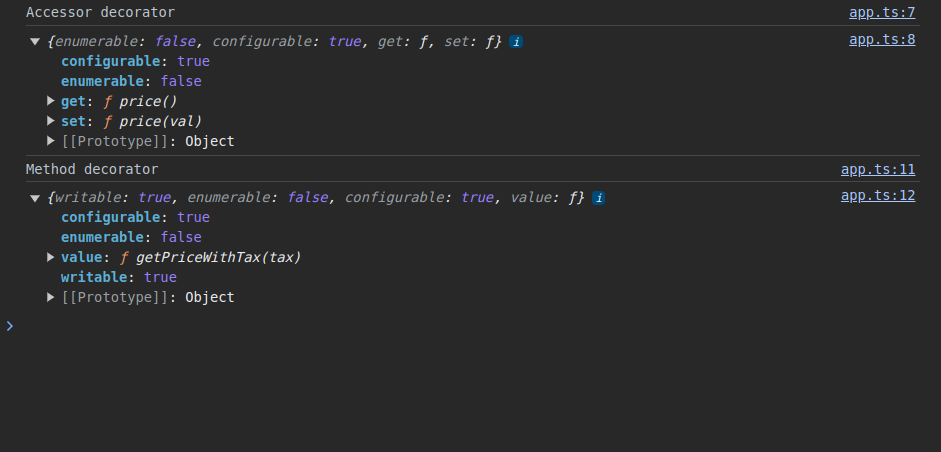 Accessor decorator app.ts:7
▼ {enumerable: false, configurable: true, get: ƒ, set: ƒ} i app.ts:8
configurable: true
enumerable: false
▶ get: ƒ price()
▶ set: ƒ price(val)
▶ [[Prototype]]: Object
Method decorator app.ts:11
▼ {writable: true, enumerable: false, configurable: true, value: ƒ} i app.ts:12
configurable: true
enumerable: false
▶ value: ƒ getPriceWithTax(tax)
writable: true
▶ [[Prototype]]: Object